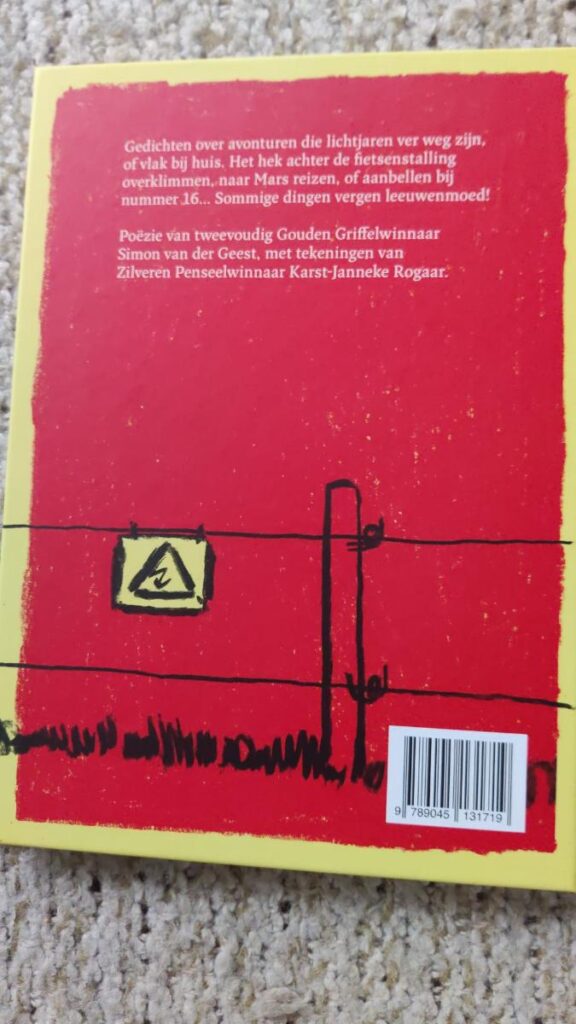 Gedichten over avonturen die lichtjaren ver weg zijn,
of vlak bij huis. Het hek achter de fietsenstalling
overklimmen, naar Mars reizen, of aanbellen bij
nummer 16... Sommige dingen vergen leeuwenmoed!
Poëzie van tweevoudig Gouden Griffelwinnaar
Simon van der Geest, met tekeningen van
Zilveren Penseelwinnaar Karst-Janneke Rogaar.
9 789045 131719